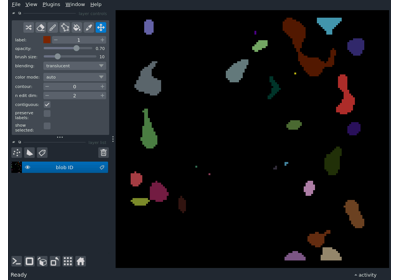 File View Plugins Window Help
label: 1
opacity: 0.70
brush size: 10
blending: translucent
color mode: auto
contour: 0
n edit dim: 2
contiguous:
preserve
labels:
show
selected:
blob ID
Ready activity